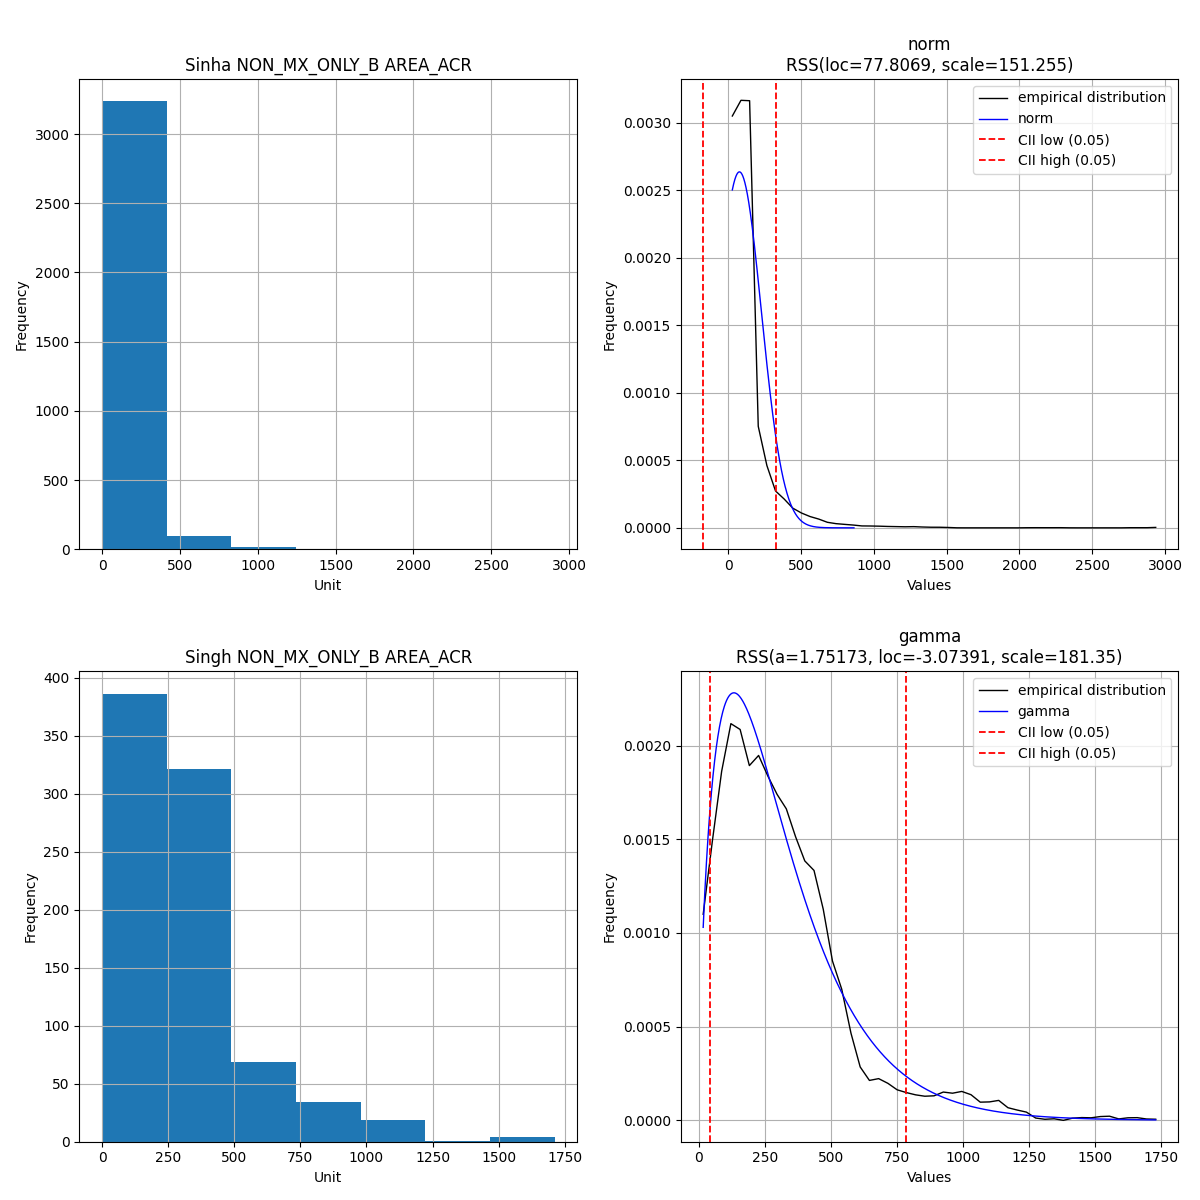 Sinha NON_MX_ONLY_B AREA_ACR
3000
2500
2000
1500
1000
500
0
Frequency
0 500 1000 1500 2000 2500 3000
Unit
norm
RSS(loc=77.8069, scale=151.255)
empirical distribution
norm
CII low (0.05)
CII high (0.05)
0.0030
0.0025
0.0020
0.0015
0.0010
0.0005
0.0000
Frequency
0 500 1000 1500 2000 2500 3000
Values
Singh NON_MX_ONLY_B AREA_ACR
400
350
300
250
200
150
100
50
0
Frequency
0 250 500 750 1000 1250 1500 1750
Unit
gamma
RSS(a=1.75173, loc=-3.07391, scale=181.35)
empirical distribution
gamma
CII low (0.05)
CII high (0.05)
0.0020
0.0015
0.0010
0.0005
0.0000
Frequency
0 250 500 750 1000 1250 1500 1750
Values